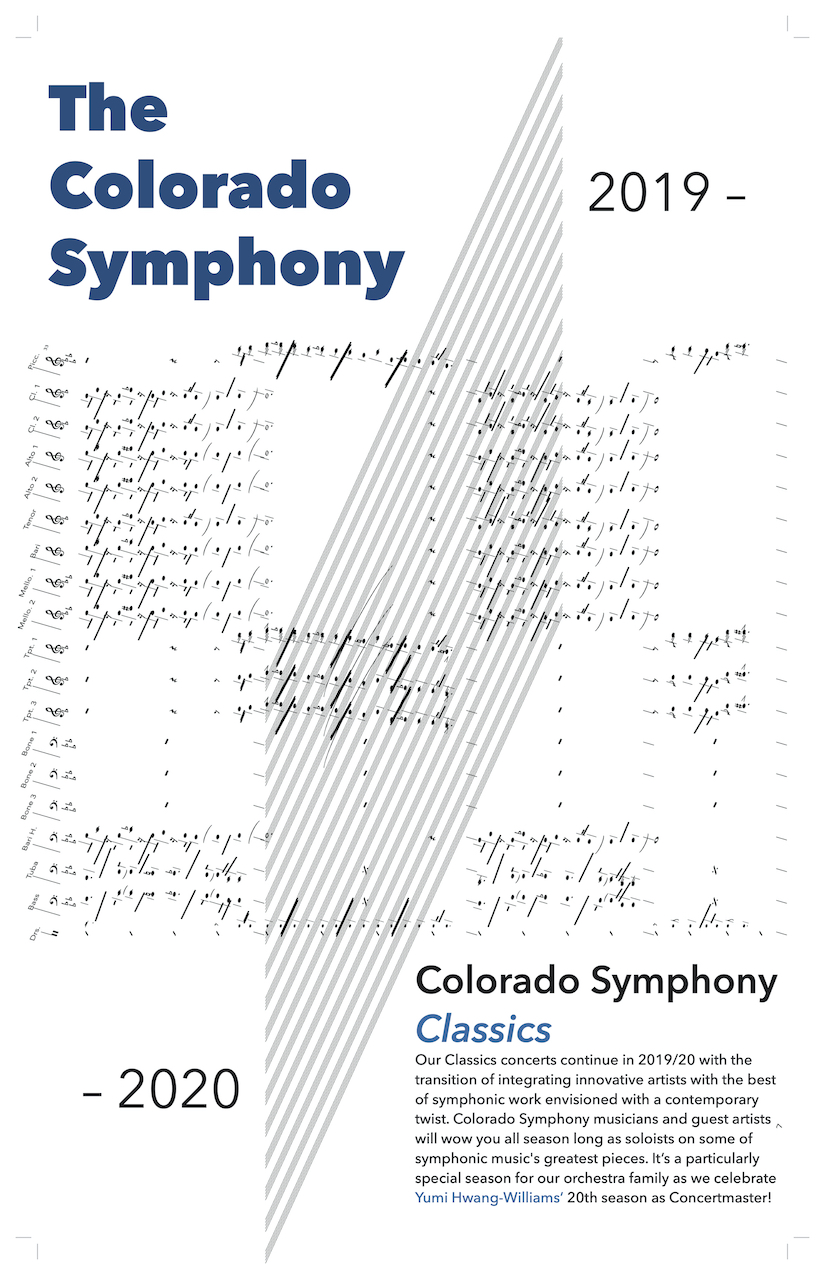 The
Colorado
Symphony
2019 –
Picc.
Cl. 1
Cl. 2
Alto 1
Alto 2
Tenor
Bari
Mello. 1
Mello. 2
Tpt. 1
Tpt. 2
Tpt. 3
Bone 1
Bone 2
Bone 3
Bari H.
Tuba
Bass
Drs.
Colorado Symphony
Classics
Our Classics concerts continue in 2019/20 with the
transition of integrating innovative artists with the best
of symphonic work envisioned with a contemporary
twist. Colorado Symphony musicians and guest artists
will wow you all season long as soloists on some of
symphonic music's greatest pieces. It’s a particularly
special season for our orchestra family as we celebrate
Yumi Hwang-Williams’ 20th season as Concertmaster!
– 2020